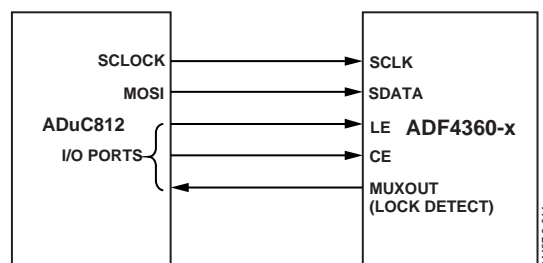 SCLOCK
SCLK
MOSI
SDATA
ADuC812
LE
ADF4360-x
I/O PORTS
CE
MUXOUT
(LOCK DETECT)